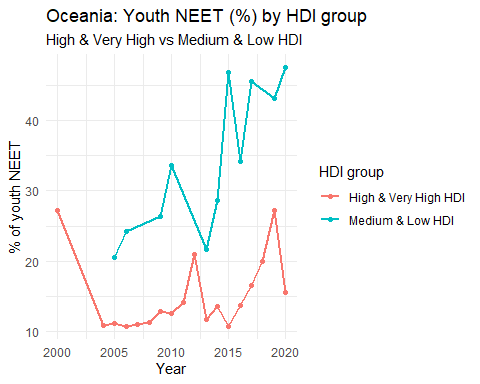 Oceania: Youth NEET (%) by HDI group
High & Very High vs Medium & Low HDI
% of youth NEET
40
30
20
10
2000
2005
2010
2015
2020
Year
HDI group
High & Very High HDI
Medium & Low HDI